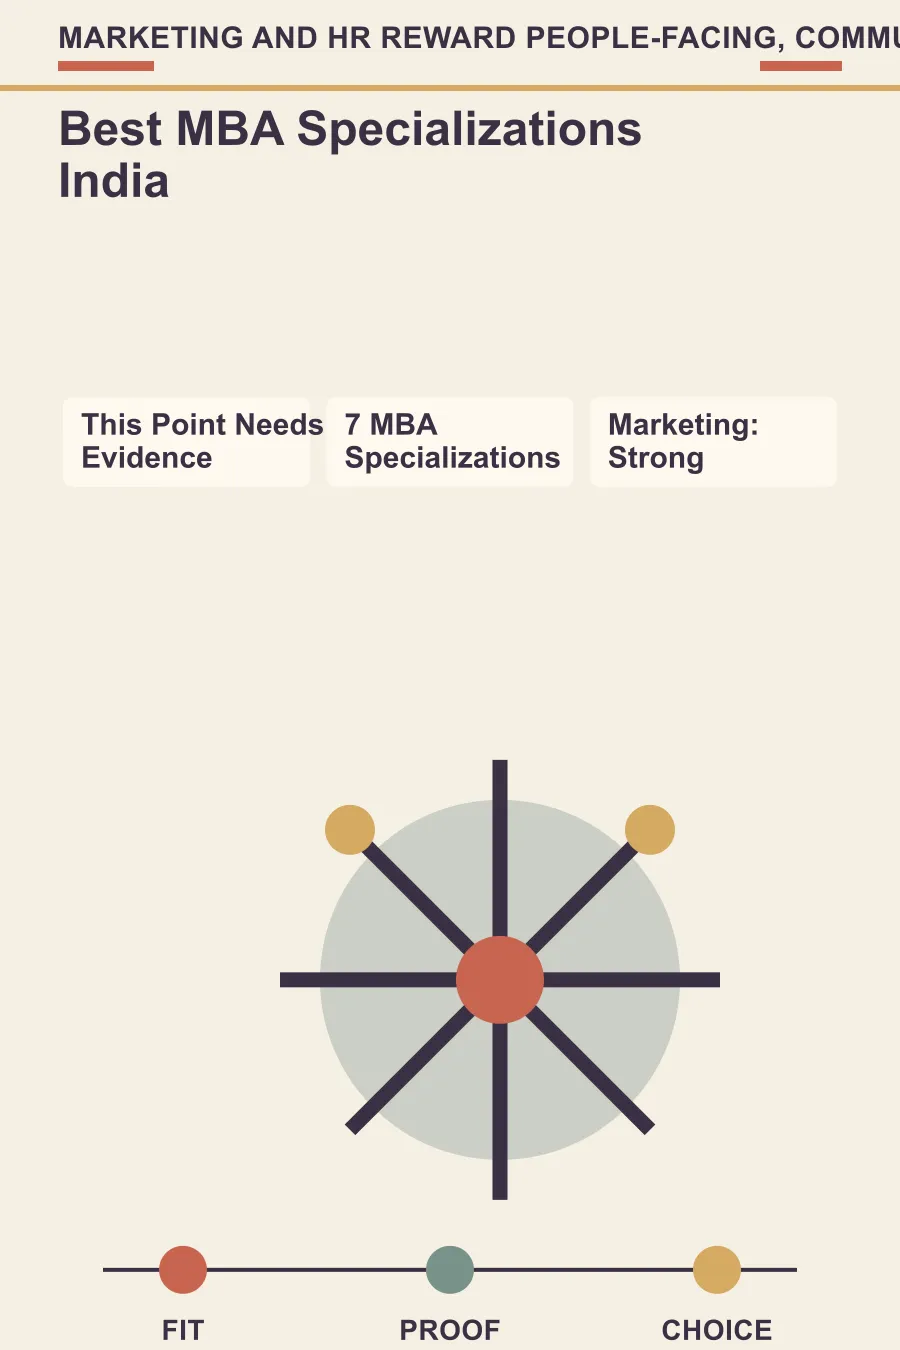 MARKETING AND HR REWARD PEOPLE-FACING, COMMU
Best MBA Specializations
India
This Point Needs
Evidence
7 MBA
Specializations
Marketing:
Strong
FIT
PROOF
CHOICE